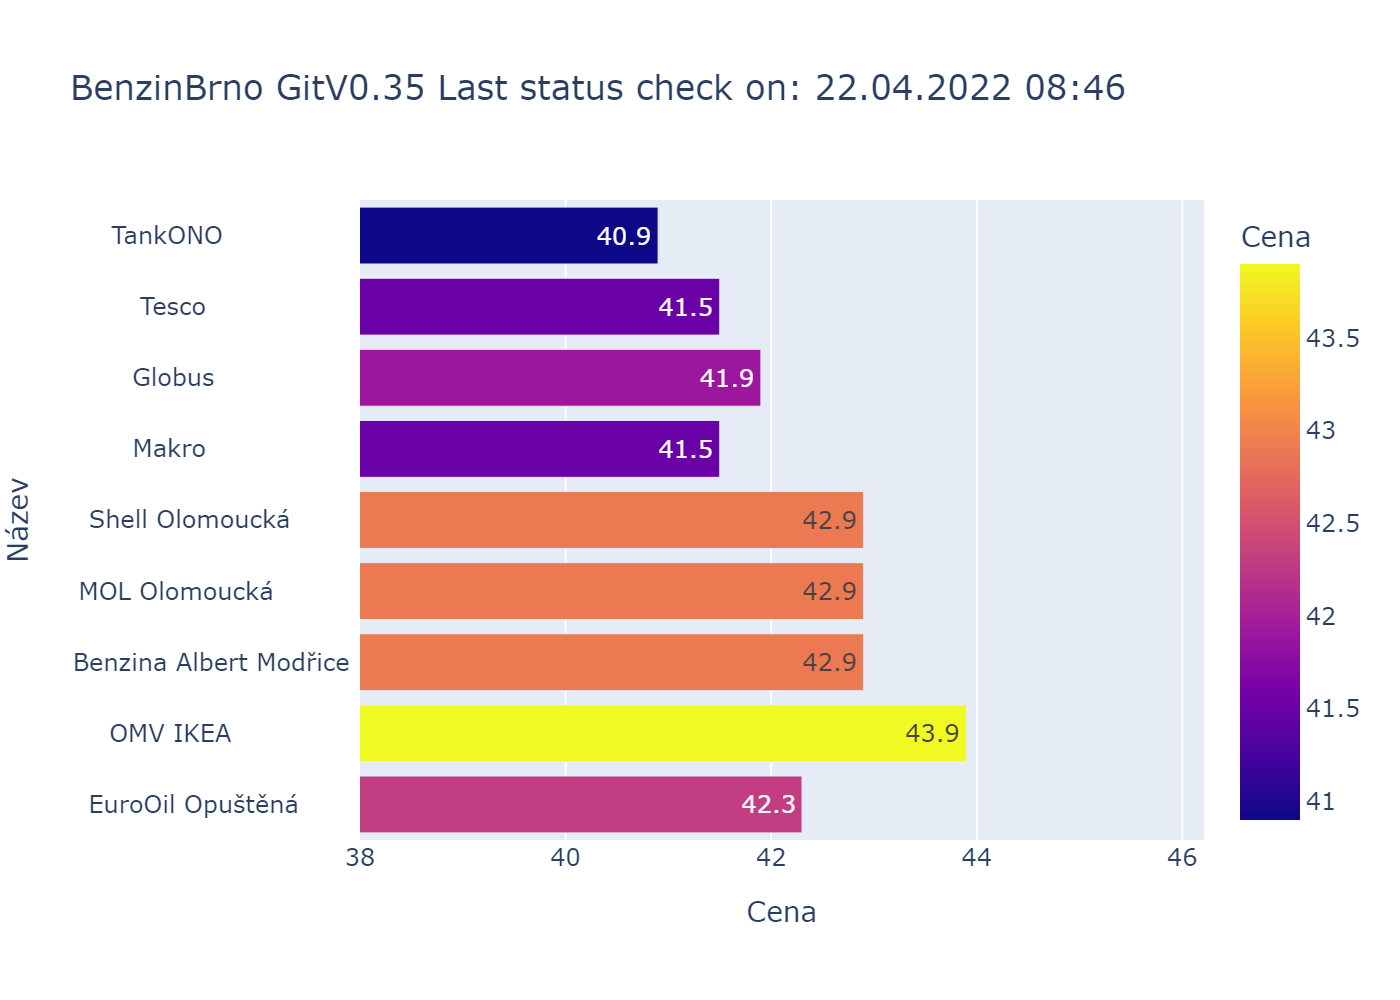 BenzinBrno GitV0.35 Last status check on: 22.04.2022 08:46
TankONO 40.9
Tesco 41.5
Globus 41.9
Makro 41.5
Shell Olomoucká 42.9
MOL Olomoucká 42.9
Benzina Albert Modřice 42.9
OMV IKEA 43.9
EuroOil Opuštěná 42.3
Název
38 40 42 44 46
Cena
Cena
43.5
43
42.5
42
41.5
41